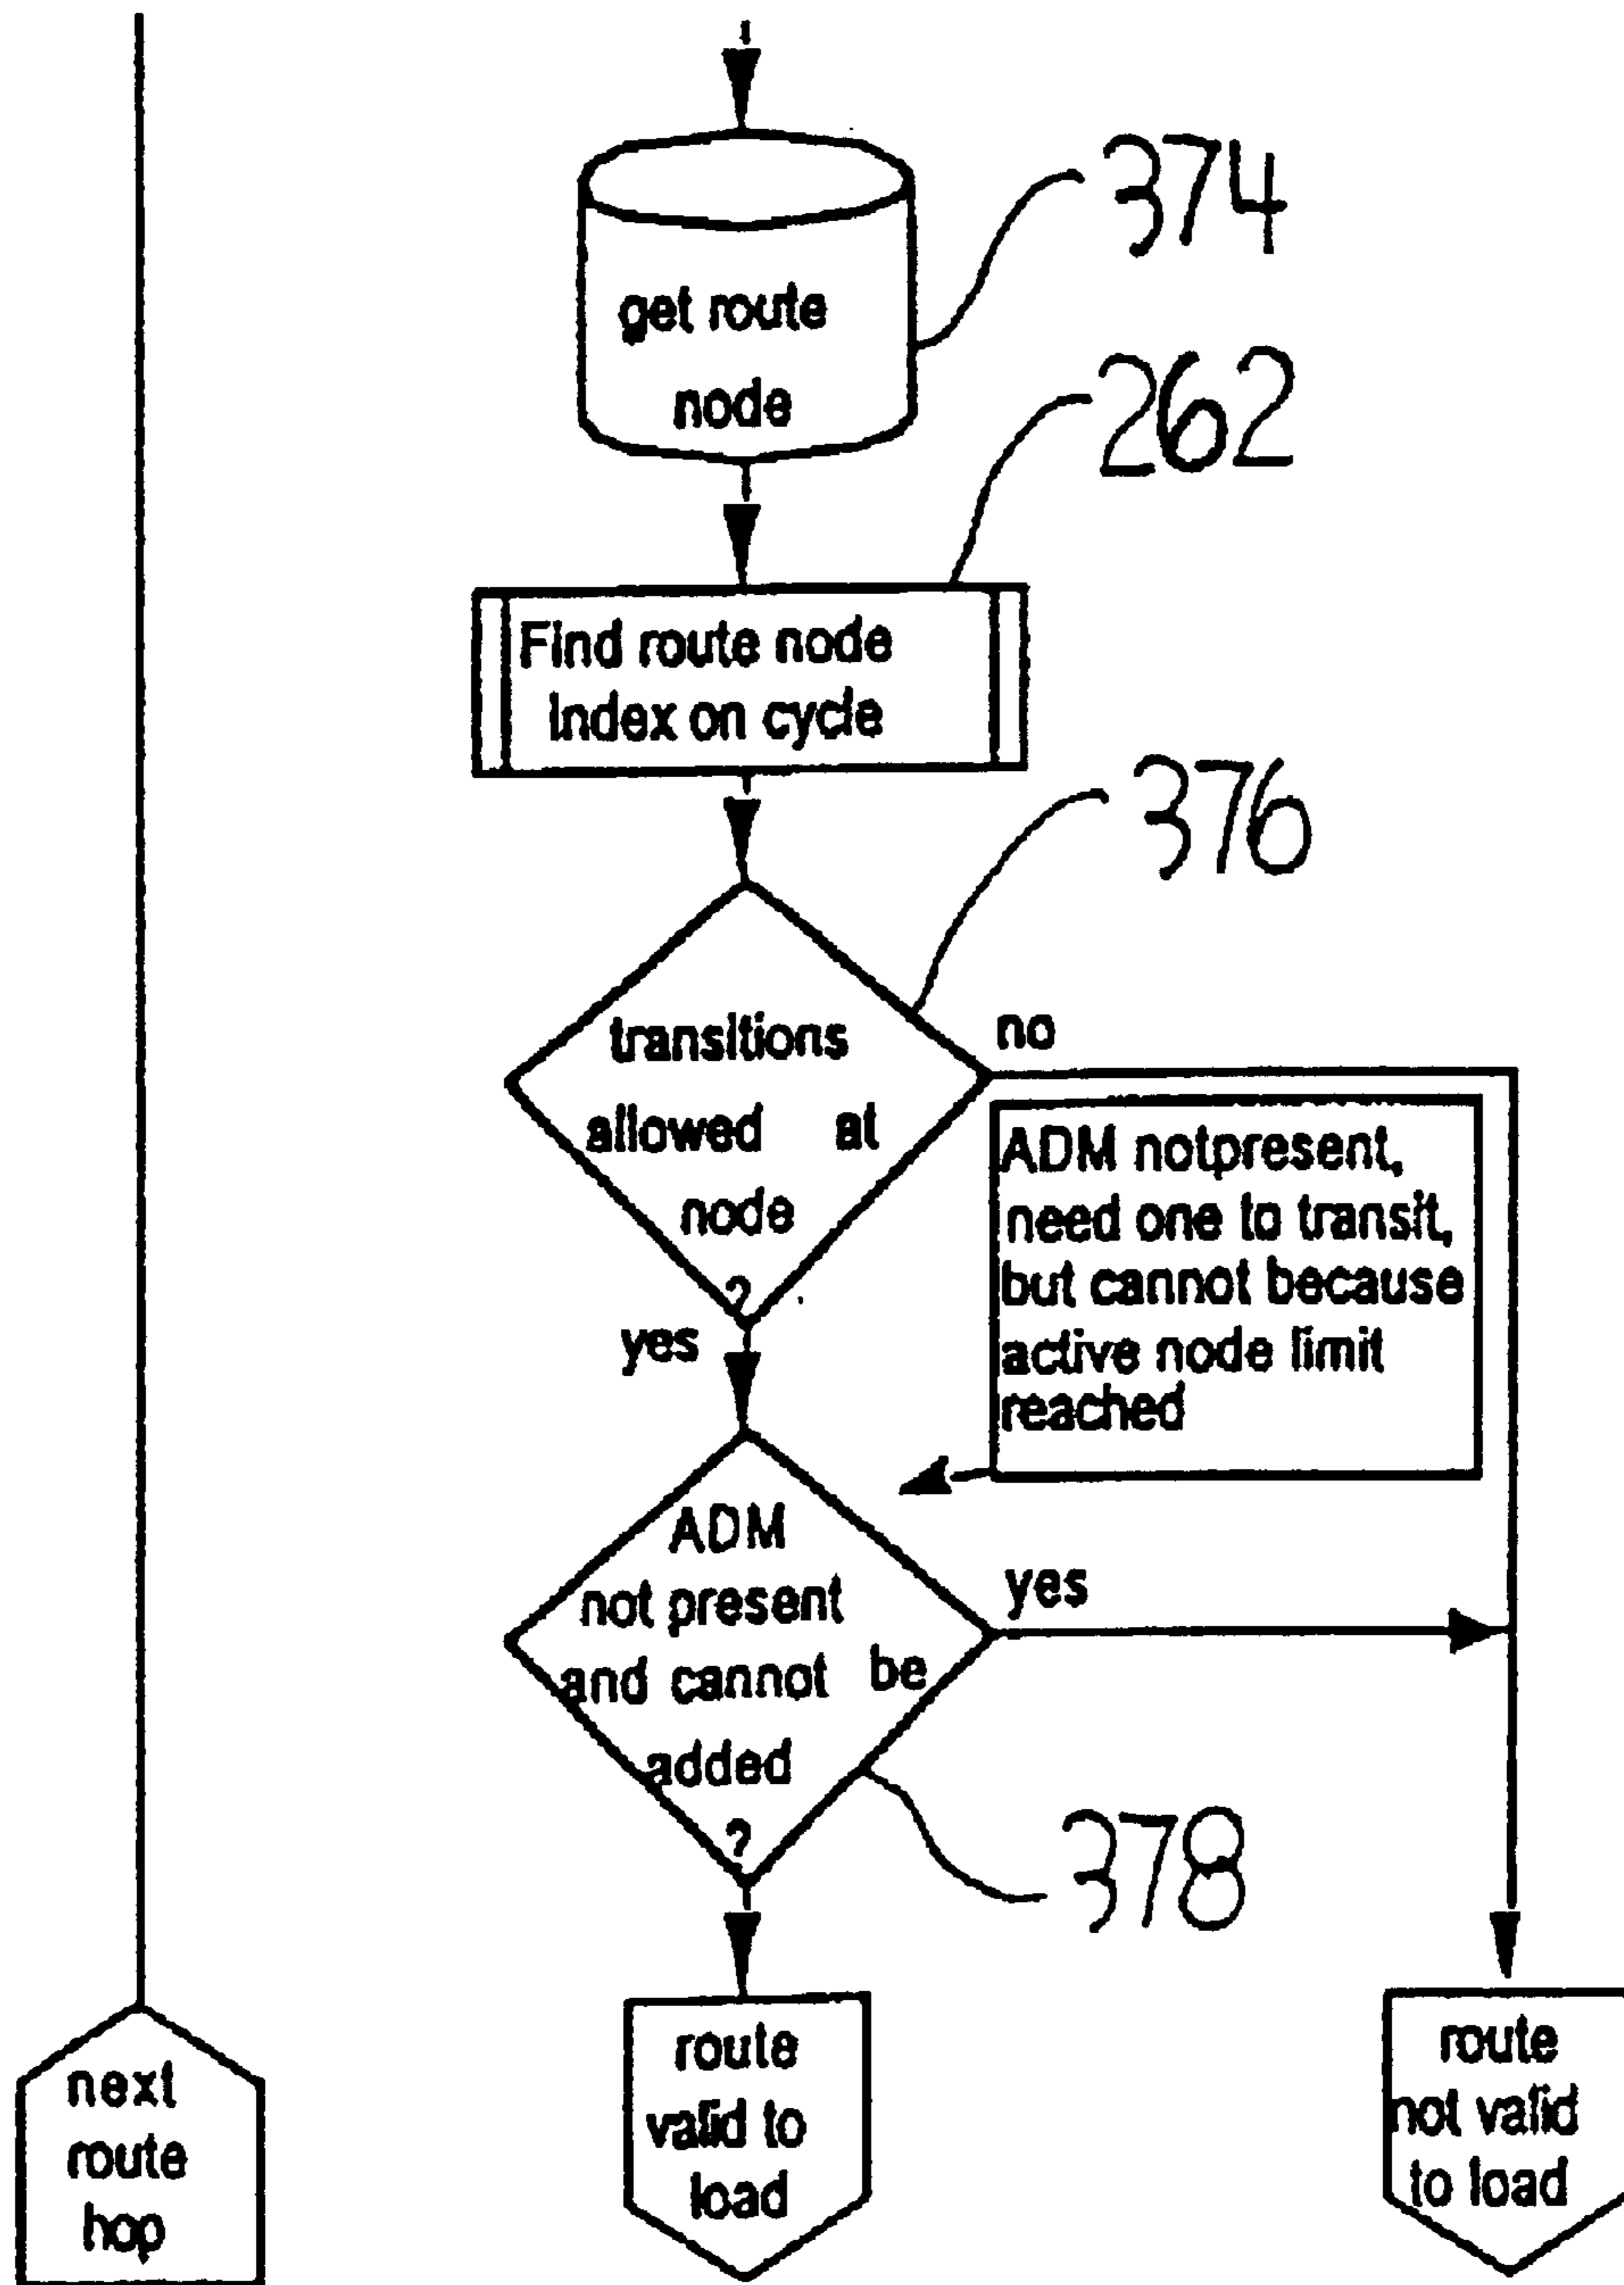 374
get route
node
262
Find route node
index on cycle
376
transitions
allowed at
node
?
no
yes
ADM notpresent,
need one to transit,
but cannot because
active node limit
reached
ADM
not present
and cannot be
added
?
yes
378
next
route
hop
route
valid to
load
route
not valid
to load